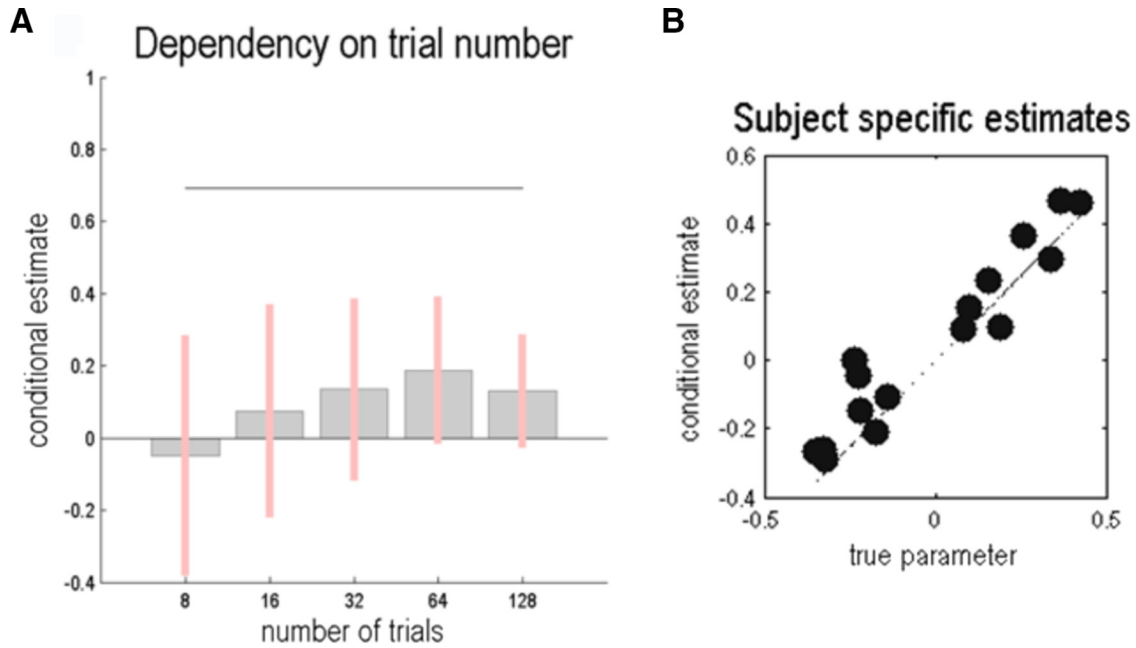 A
Dependency on trial number
1
0.8
0.6
0.4
0.2
0
-0.2
-0.4
conditional estimate
8 16 32 64 128
number of trials
B
Subject specific estimates
0.6
0.4
0.2
0
-0.2
-0.4
conditional estimate
-0.5 0 0.5
true parameter